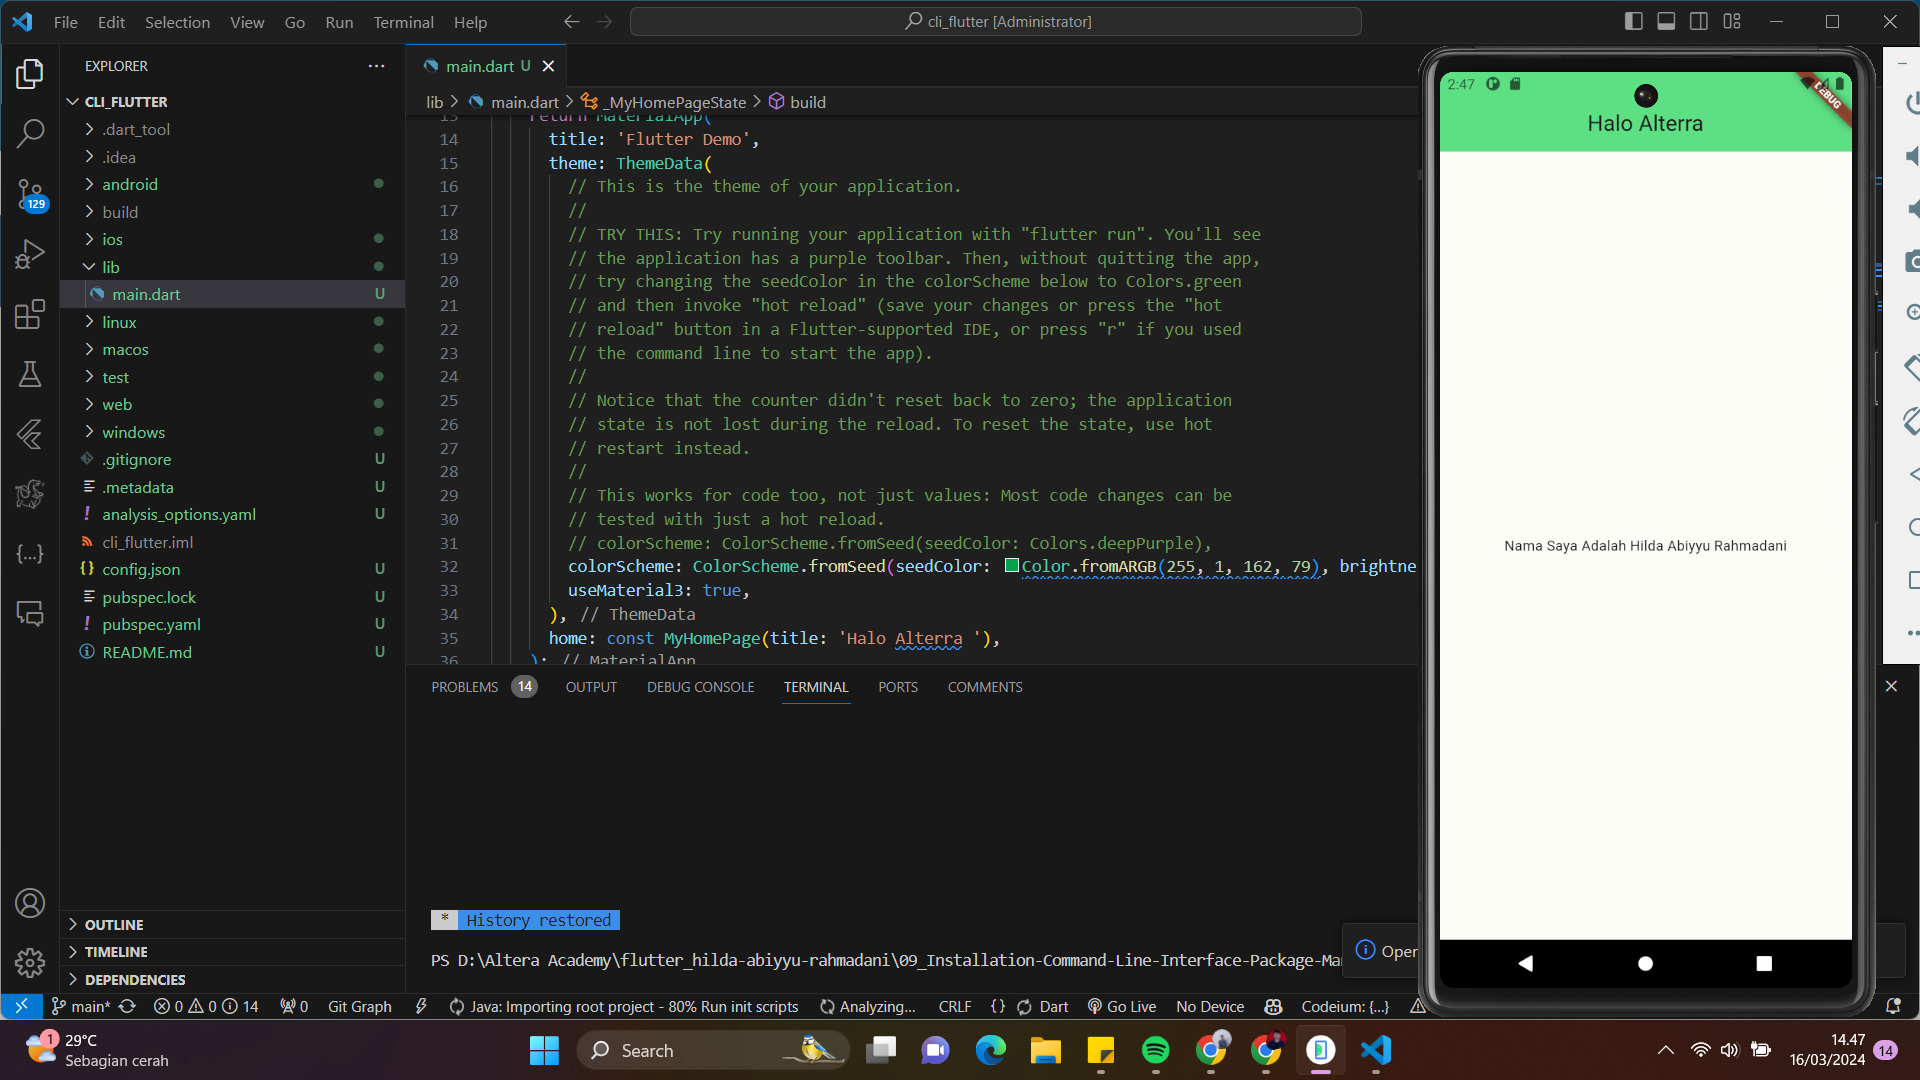 File Edit Selection View Go Run Terminal Help
cli_flutter [Administrator]
EXPLORER
CLI_FLUTTER
.dart_tool
.idea
android
build
ios
lib
main.dart U
linux
macos
test
web
windows
.gitignore U
.metadata U
analysis_options.yaml U
cli_flutter.iml
config.json U
pubspec.lock U
pubspec.yaml U
README.md U
129
OUTLINE
TIMELINE
DEPENDENCIES
main.dart U
lib > main.dart > _MyHomePageState > build
13 return MaterialApp(
14 title: 'Flutter Demo',
15 theme: ThemeData(
16 // This is the theme of your application.
17 //
18 // TRY THIS: Try running your application with "flutter run". You'll see
19 // the application has a purple toolbar. Then, without quitting the app,
20 // try changing the seedColor in the colorScheme below to Colors.green
21 // and then invoke "hot reload" (save your changes or press the "hot
22 // reload" button in a Flutter-supported IDE, or press "r" if you used
23 // the command line to start the app).
24 //
25 // Notice that the counter didn't reset back to zero; the application
26 // state is not lost during the reload. To reset the state, use hot
27 // restart instead.
28 //
29 // This works for code too, not just values: Most code changes can be
30 // tested with just a hot reload.
31 // colorScheme: ColorScheme.fromSeed(seedColor: Colors.deepPurple),
32 colorScheme: ColorScheme.fromSeed(seedColor: Color.fromARGB(255, 1, 162, 79), brightne
33 useMaterial3: true,
34 ), // ThemeData
35 home: const MyHomePage(title: 'Halo Alterra '),
36 ); // MaterialApp
PROBLEMS 14 OUTPUT DEBUG CONSOLE TERMINAL PORTS COMMENTS
* History restored
PS D:\Altera Academy\flutter_hilda-abiyyu-rahmadani\09_Installation-Command-Line-Interface-Package-Ma
Oper
2:47
DEBUG
Halo Alterra
Nama Saya Adalah Hilda Abiyyu Rahmadani
main* 0 0 14 0 Git Graph Java: Importing root project - 80% Run init scripts Analyzing... CRLF {} Dart Go Live No Device Codeium: {...}
1
29°C
Sebagian cerah
Search
14.47
16/03/2024
14